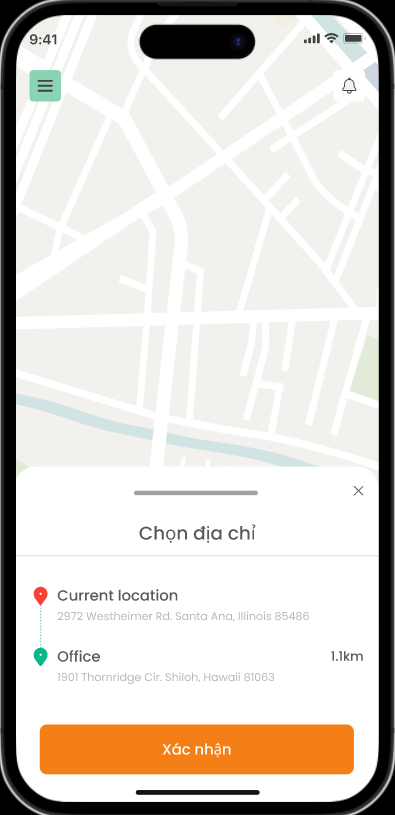 9:41
Chọn địa chỉ
Current location
2972 Westheimer Rd. Santa Ana, Illinois 85486
Office 1.1km
1901 Thornridge Cir. Shiloh, Hawaii 81063
Xác nhận